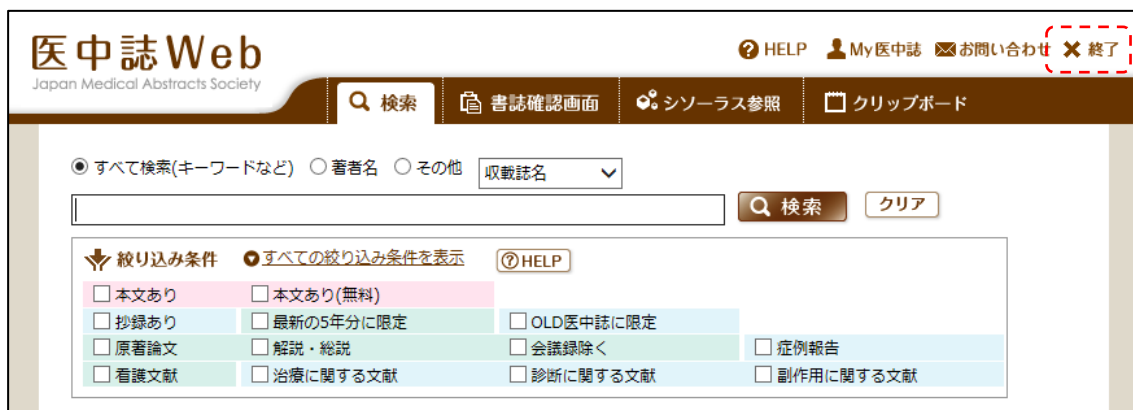 医中誌Web
Japan Medical Abstracts Society
HELP My医中誌 お問い合わせ 終了
検索 書誌確認画面 シソーラス参照 クリップボード
すべて検索(キーワードなど) 著者名 その他 収載誌名
検索 クリア
絞り込み条件 すべての絞り込み条件を表示 HELP
本文あり 本文あり(無料)
抄録あり 最新の5年分に限定 OLD医中誌に限定
原著論文 解説・総説 会議録除く 症例報告
看護文献 治療に関する文献 診断に関する文献 副作用に関する文献